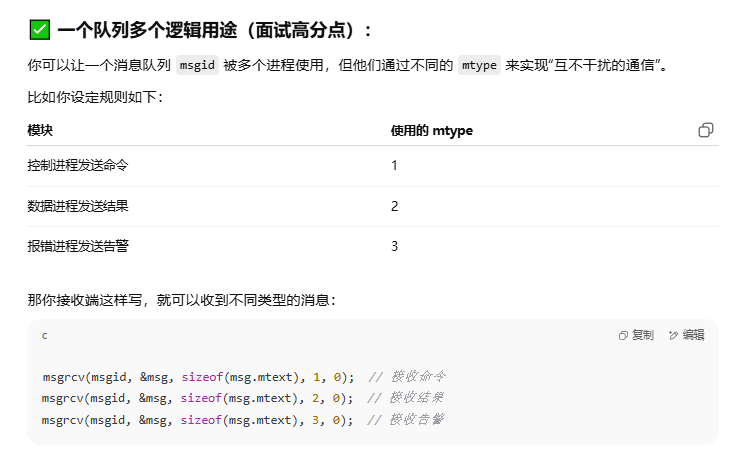 ✅ 一个队列多个逻辑用途（面试高分点）：
你可以让一个消息队列 msgid 被多个进程使用，但他们通过不同的 mtype 来实现“互不干扰的通信”。
比如你设定规则如下：
模块 使用的 mtype
控制进程发送命令 1
数据进程发送结果 2
报错进程发送告警 3
那你接收端这样写，就可以收到不同类型的消息：
c 复制 编辑
msgrcv(msgid, &msg, sizeof(msg.mtext), 1, 0); // 接收命令
msgrcv(msgid, &msg, sizeof(msg.mtext), 2, 0); // 接收结果
msgrcv(msgid, &msg, sizeof(msg.mtext), 3, 0); // 接收告警